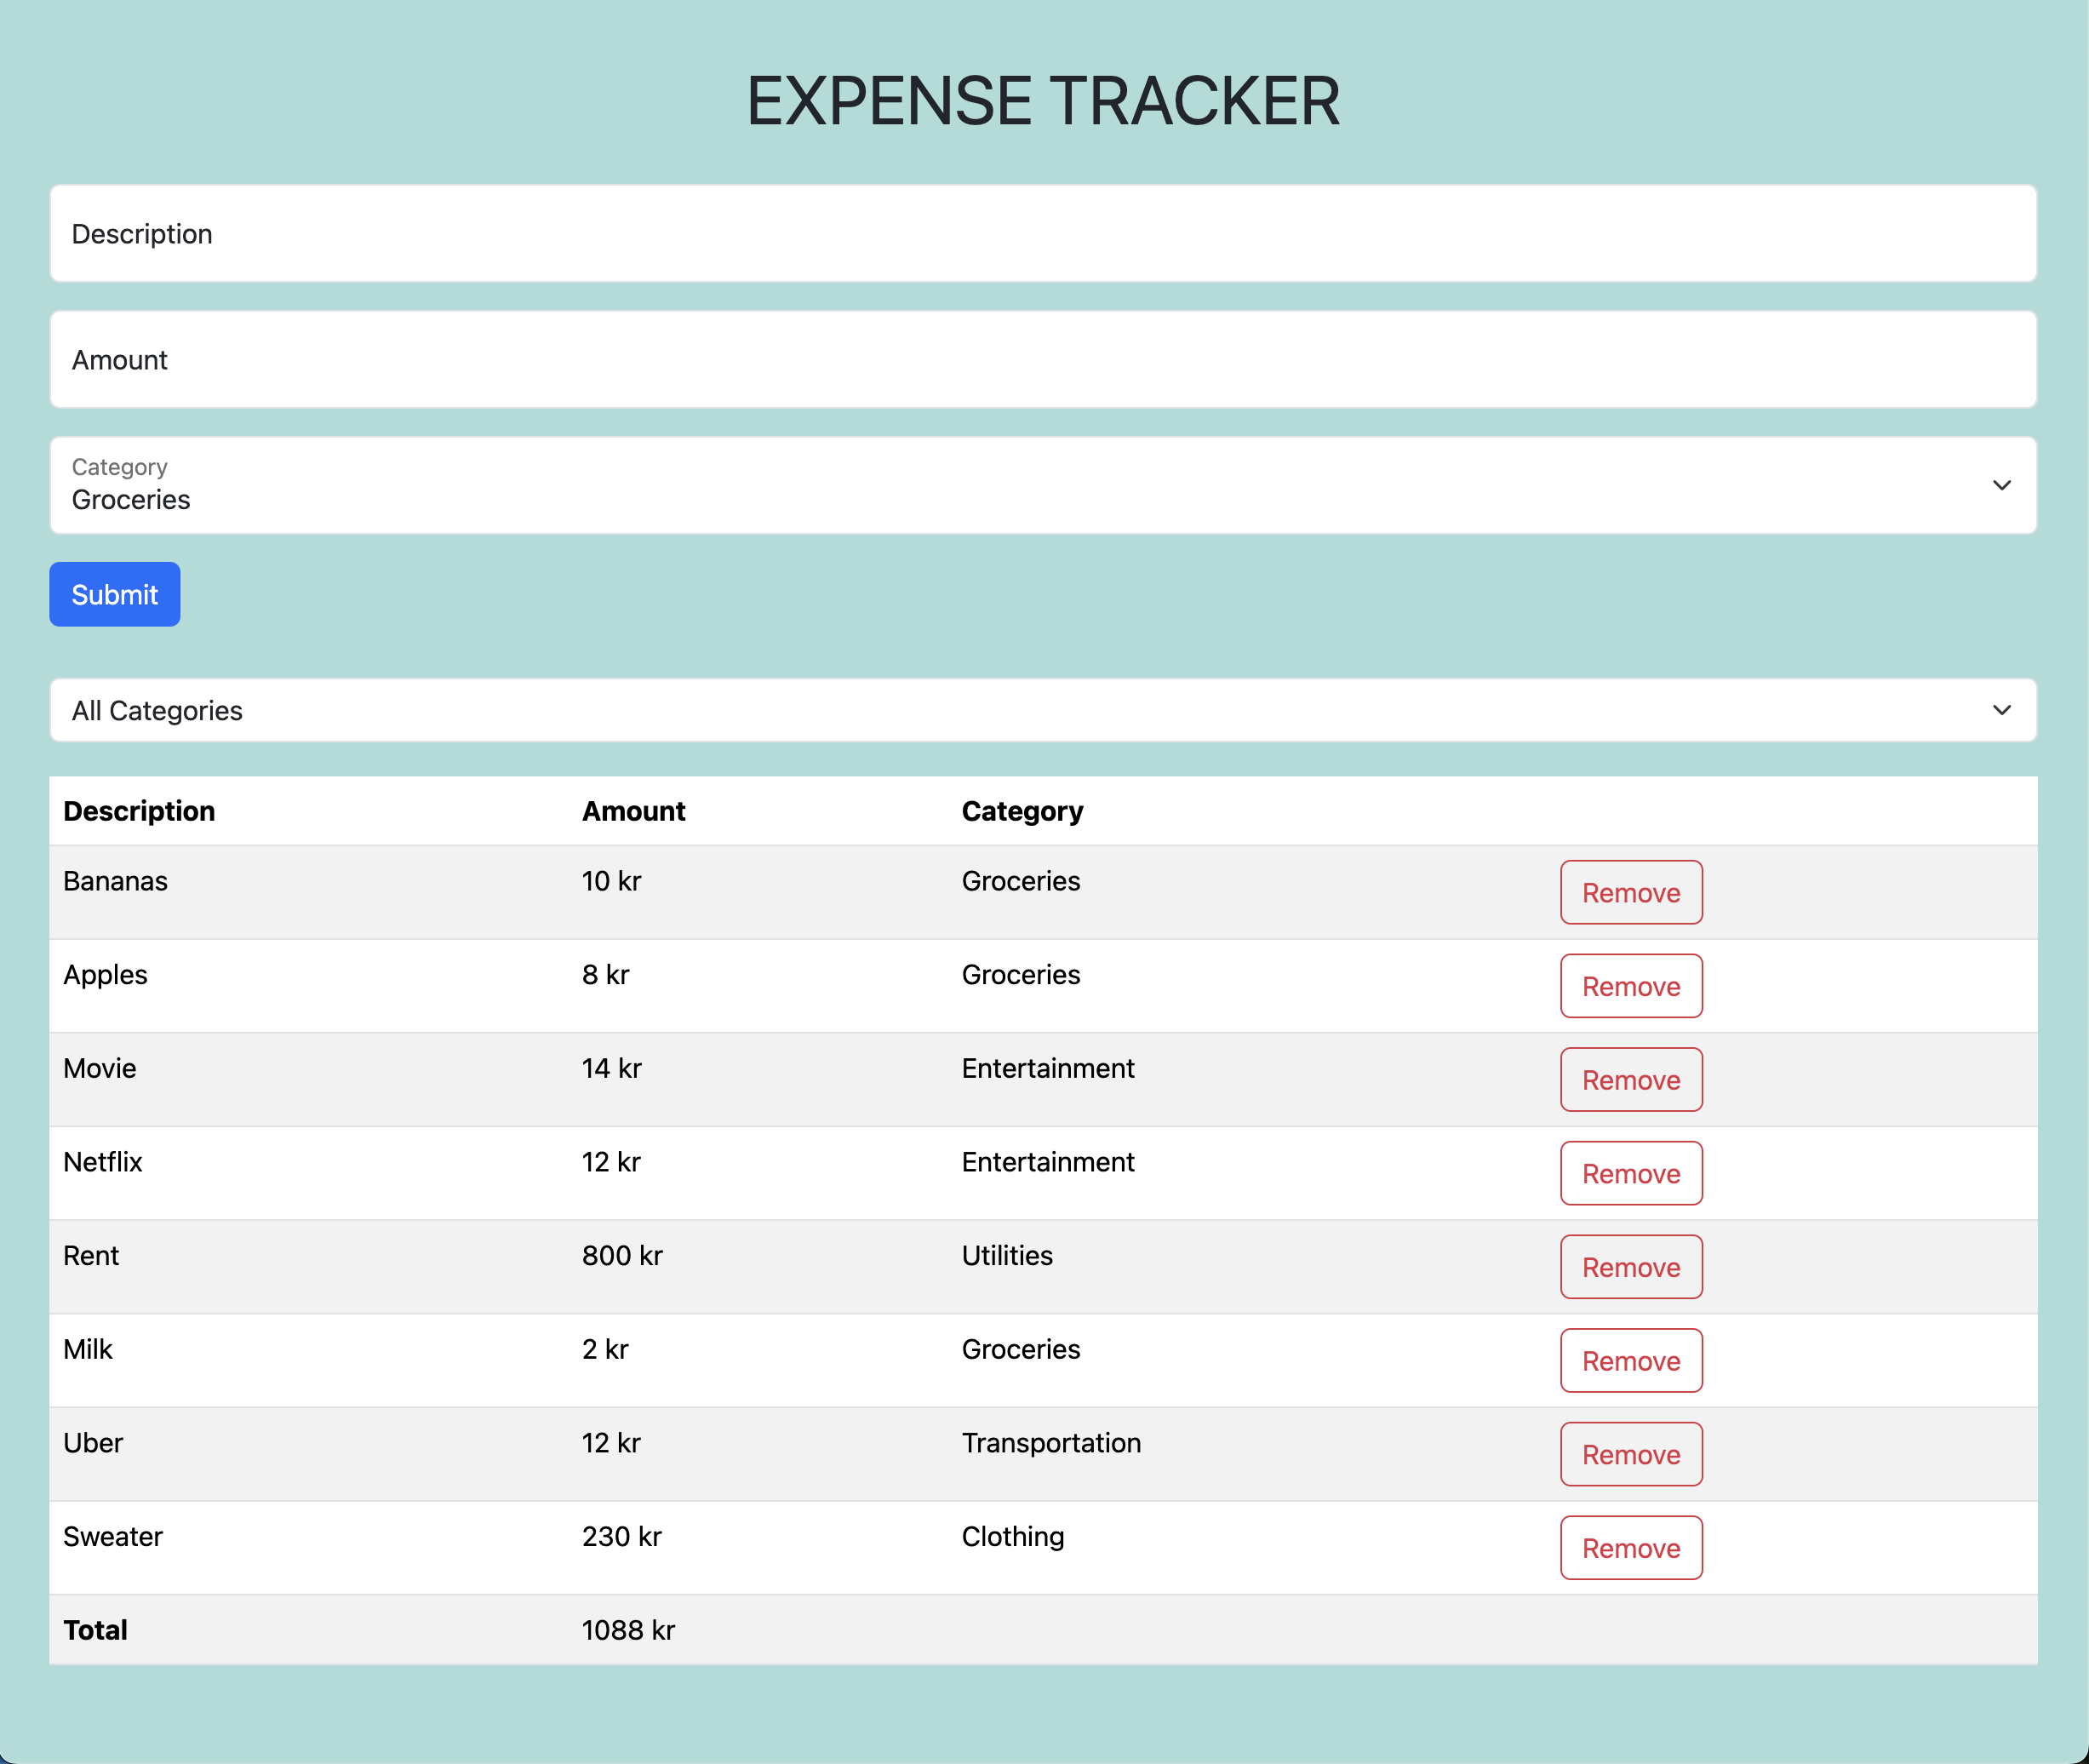 EXPENSE TRACKER
Description
Amount
Category
Groceries
Submit
All Categories
Description Amount Category
Bananas 10 kr Groceries Remove
Apples 8 kr Groceries Remove
Movie 14 kr Entertainment Remove
Netflix 12 kr Entertainment Remove
Rent 800 kr Utilities Remove
Milk 2 kr Groceries Remove
Uber 12 kr Transportation Remove
Sweater 230 kr Clothing Remove
Total 1088 kr